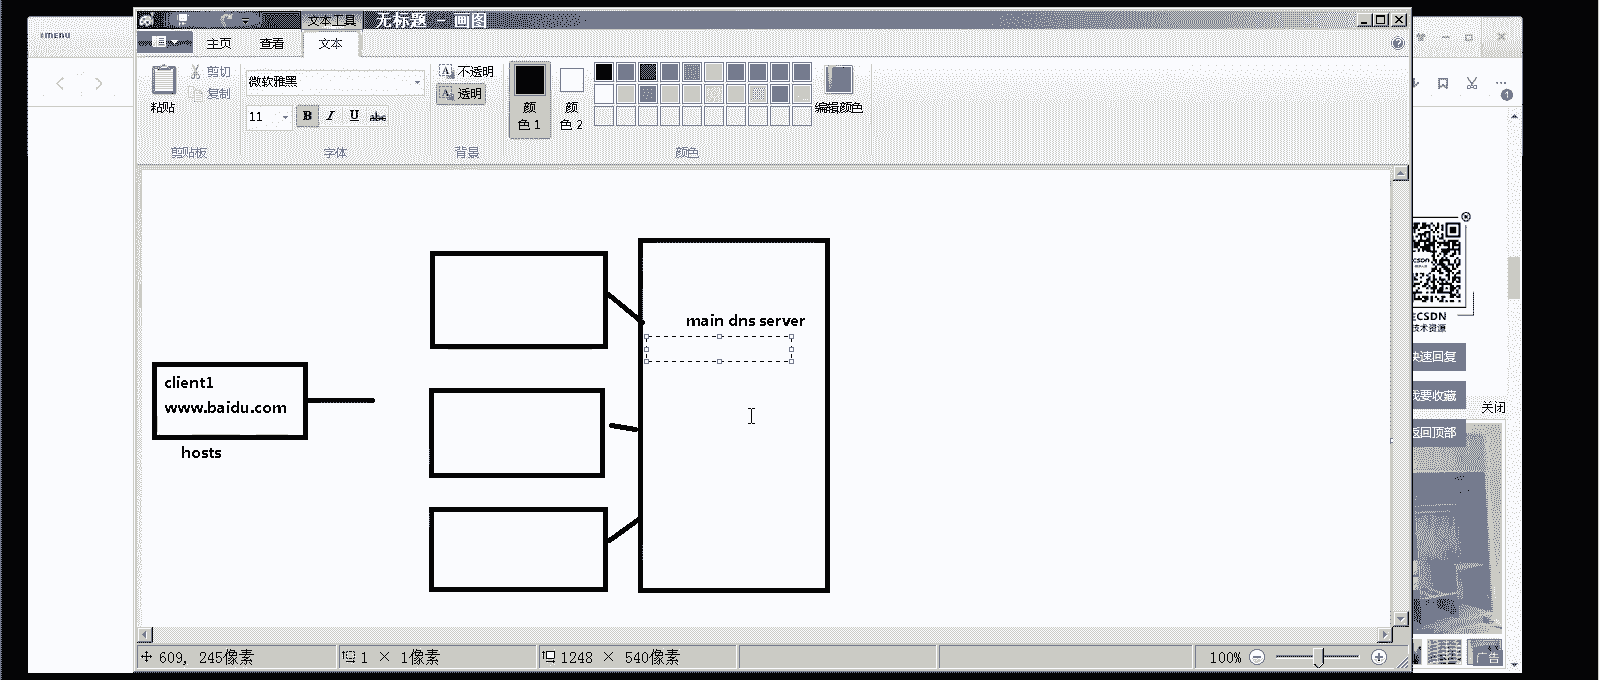 ≡MENU
文本工具
无标题 - 画图
主页
查看
文本
粘贴
剪切
复制
剪贴板
微软雅黑
11
B I U abc
字体
不透明
透明
背景
颜
色 1
颜
色 2
编辑颜色
颜色
1
main dns server
client1
www.baidu.com
hosts
ECSDN
技术资源
快速回复
我要收藏
关闭
返回顶部
广告
609, 245像素
1 × 1像素
1248 × 540像素
100%